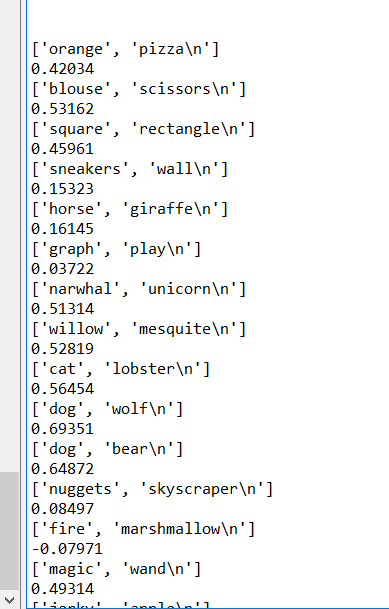 ['orange', 'pizza\n']
0.42034
['blouse', 'scissors\n']
0.53162
['square', 'rectangle\n']
0.45961
['sneakers', 'wall\n']
0.15323
['horse', 'giraffe\n']
0.16145
['graph', 'play\n']
0.03722
['narwhal', 'unicorn\n']
0.51314
['willow', 'mesquite\n']
0.52819
['cat', 'lobster\n']
0.56454
['dog', 'wolf\n']
0.69351
['dog', 'bear\n']
0.64872
['nuggets', 'skyscraper\n']
0.08497
['fire', 'marshmallow\n']
-0.07971
['magic', 'wand\n']
0.49314